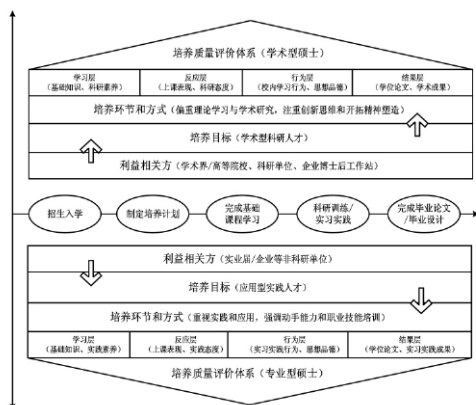 培养质量评价体系（学术型硕士）
学习层
（基础知识、科研素养）
反应层
（上课表现、科研态度）
行为层
（校内学习行为、思想品德）
结果层
（学位论文、学术成果）
培养环节和方式（偏重理论学习与学术研究，注重创新思维和开拓精神塑造）
培养目标（学术型科研人才）
利益相关方（学术界/高等院校、科研单位、企业博士后工作站）
招生入学
制定培养计划
完成基础
课程学习
科研训练/
实习实践
完成毕业论文
/毕业设计
利益相关方（实业届/企业等非科研单位）
培养目标（应用型实践人才）
培养环节和方式（重视实践和应用，强调动手能力和职业技能培训）
学习层
（基础知识、实践素养）
反应层
（上课表现、实践态度）
行为层
（实习实践行为、思想品德）
结果层
（学位论文、实习实践成果）
培养质量评价体系（专业型硕士）